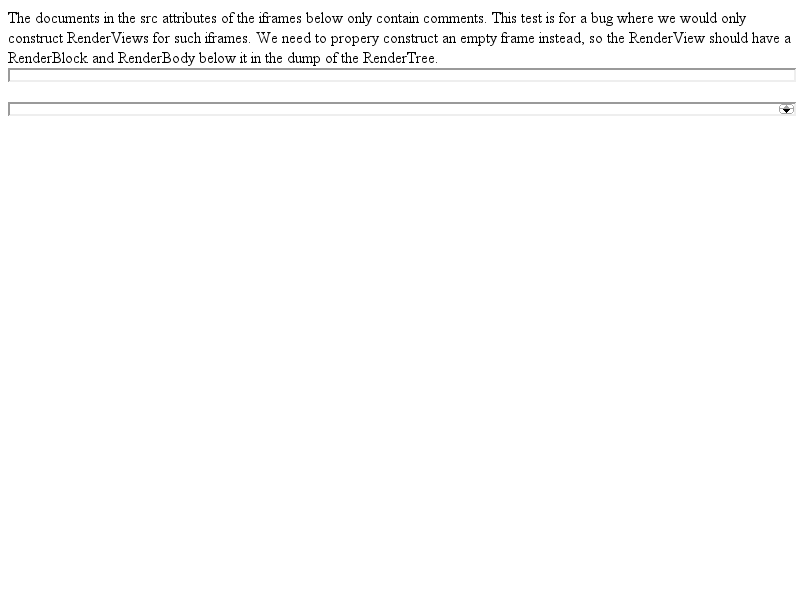 The documents in the src attributes of the iframes below only contain comments. This test is for a bug where we would only
construct RenderViews for such iframes. We need to propery construct an empty frame instead, so the RenderView should have a
RenderBlock and RenderBody below it in the dump of the RenderTree.